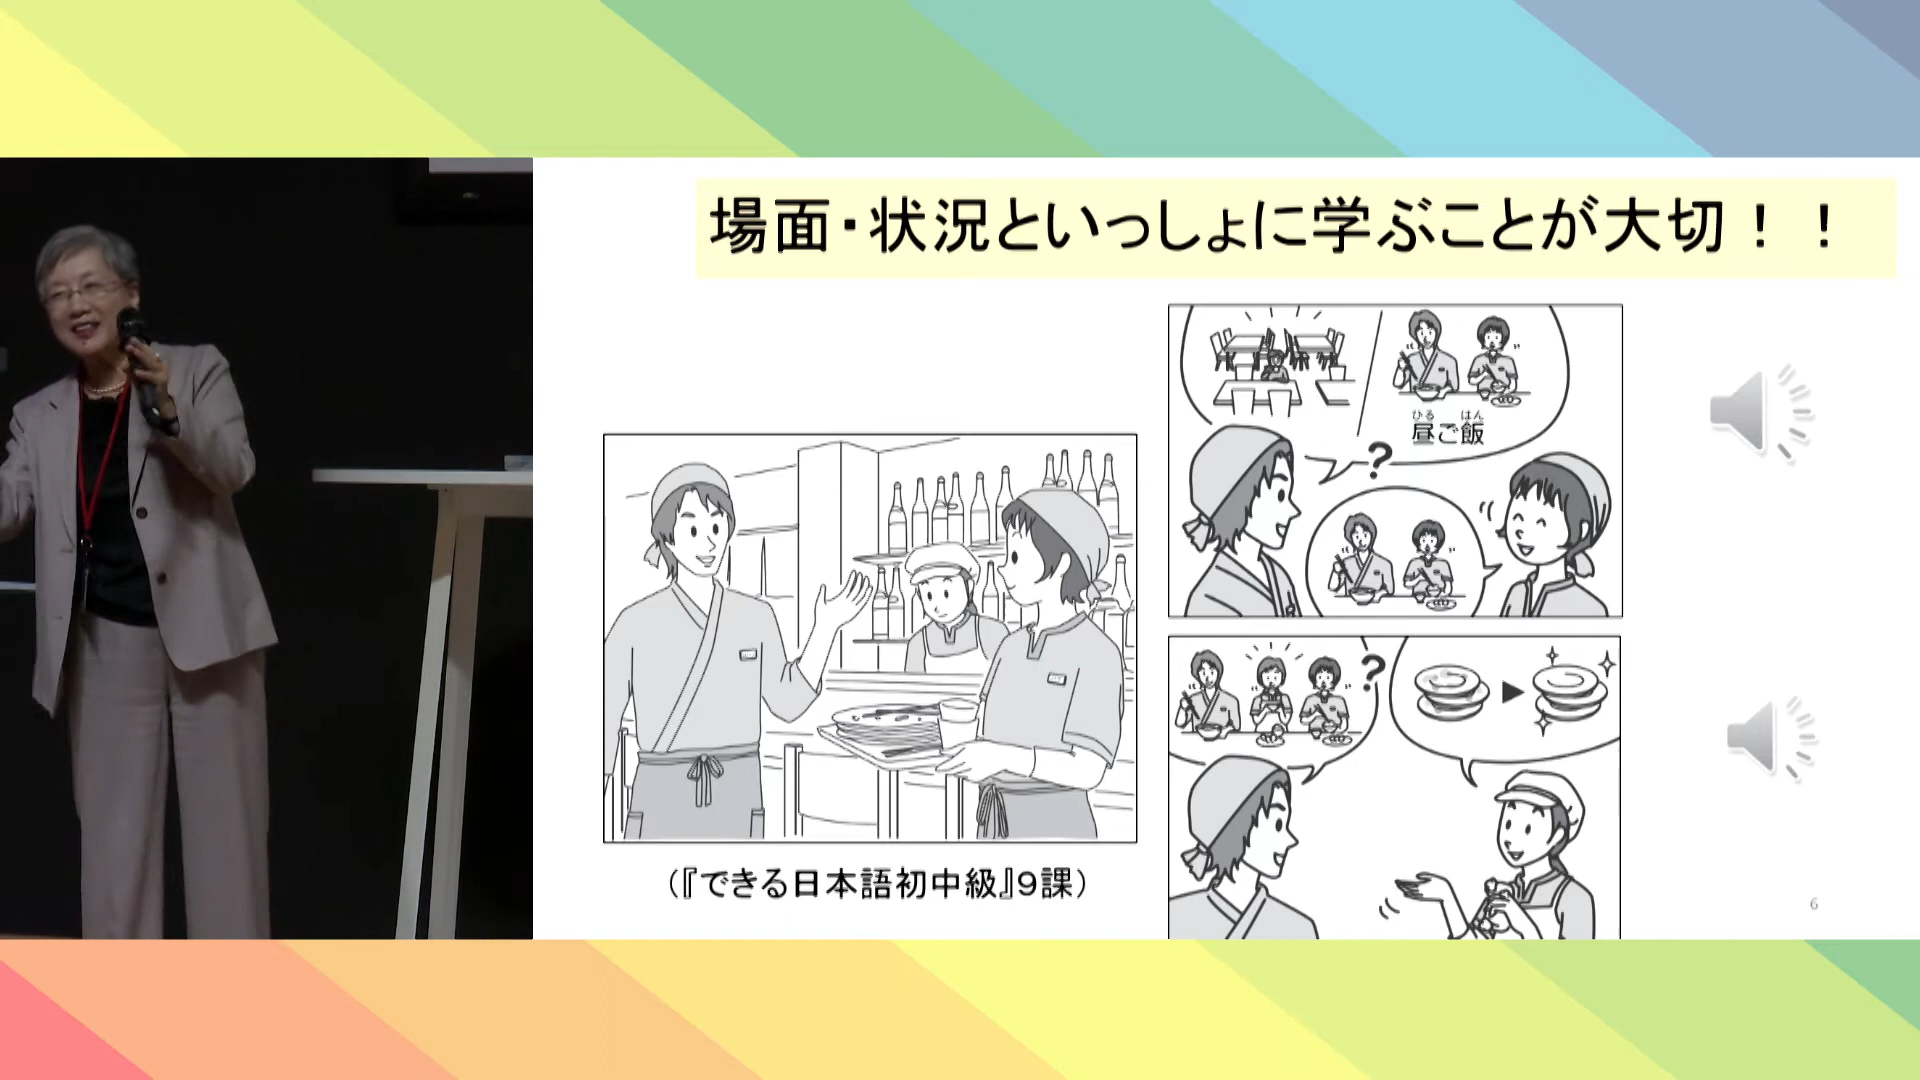 場面・状況といっしょに学ぶことが大切！！
ひる はん
昼ご飯
?
?
（『できる日本語初中級』9課）
6